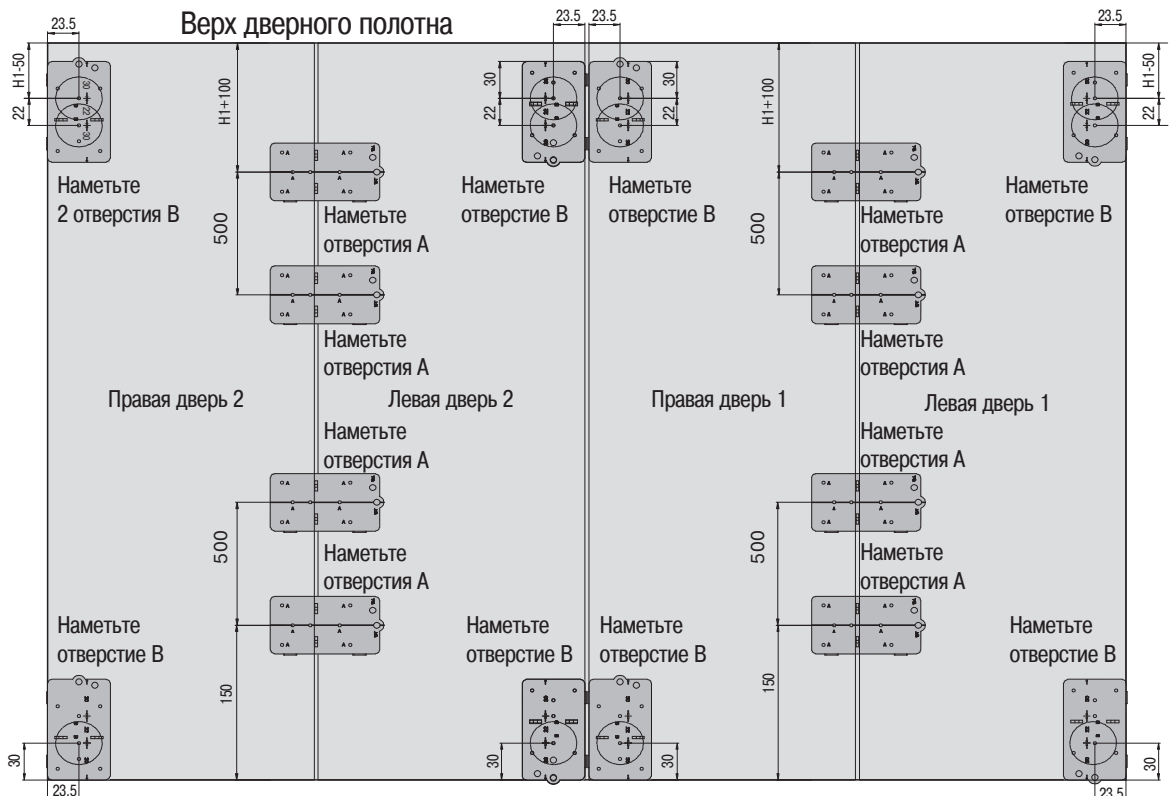 Верх дверного полотна
23.5
23.5
23.5
23.5
H1-50
22
H1+100
30
22
30
22
H1+100
H1-50
22
Наметьте
2 отверстия В
Наметьте
отверстие В
Наметьте
отверстие В
Наметьте
отверстие В
500
Наметьте
отверстия А
500
Наметьте
отверстия А
Наметьте
отверстия А
Наметьте
отверстия А
Правая дверь 2
Левая дверь 2
Правая дверь 1
Левая дверь 1
Наметьте
отверстия А
Наметьте
отверстия А
500
Наметьте
отверстия А
500
Наметьте
отверстия А
Наметьте
отверстие В
Наметьте
отверстие В
Наметьте
отверстие В
Наметьте
отверстие В
150
150
30
30
30
30
23.5
23.5